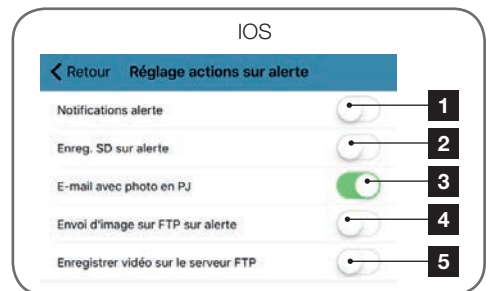 IOS
Retour Réglage actions sur alerte
Notifications alerte 1
Enreg. SD sur alerte 2
E-mail avec photo en PJ 3
Envoi d'image sur FTP sur alerte 4
Enregistrer vidéo sur le serveur FTP 5